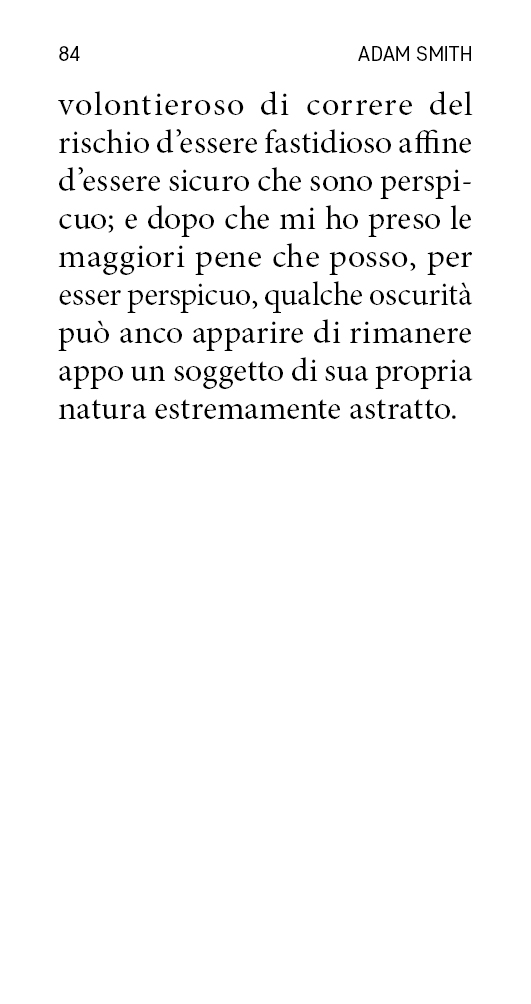 84 ADAM SMITH
volontieroso di correre del
rischio d’essere fastidioso affine
d’essere sicuro che sono perspi-
cuo; e dopo che mi ho preso le
maggiori pene che posso, per
esser perspicuo, qualche oscurità
può anco apparire di rimanere
appo un soggetto di sua propria
natura estremamente astratto.